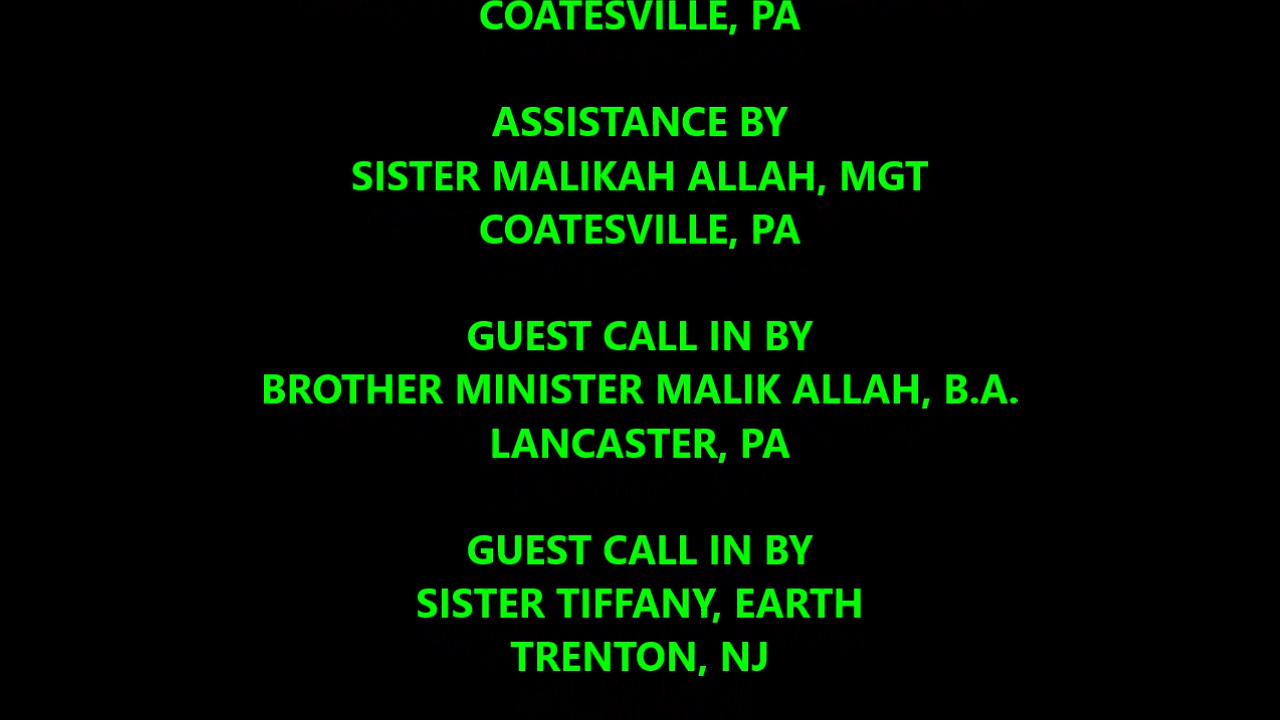 COATESVILLE, PA
ASSISTANCE BY
SISTER MALIKAH ALLAH, MGT
COATESVILLE, PA
GUEST CALL IN BY
BROTHER MINISTER MALIK ALLAH, B.A.
LANCASTER, PA
GUEST CALL IN BY
SISTER TIFFANY, EARTH
TRENTON, NJ